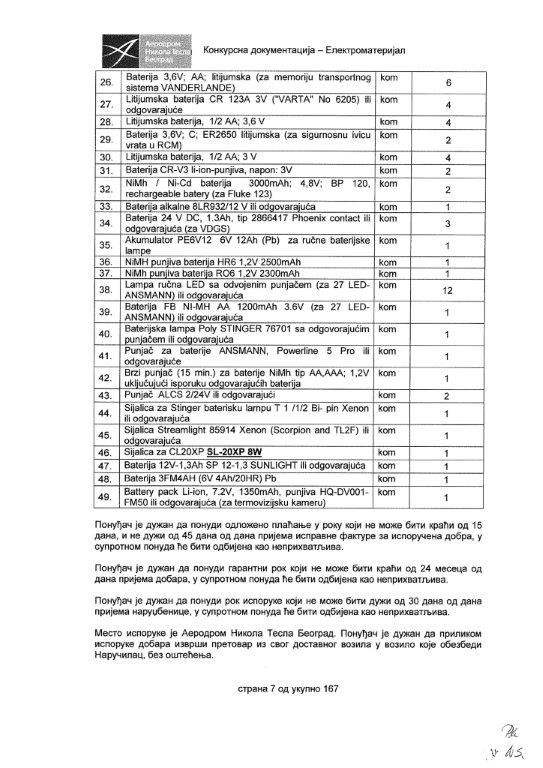 Аеродром
Никола Тесла
Београд
Конкурсна документација – Електроматеријал
26. Baterija 3,6V; AA; litijumska (za memoriju transportnog kom 6
sistema VANDERLANDE)
27. Litijumska baterija CR 123A 3V ("VARTA" No 6205) ili kom 4
odgovarajuće
28. Litijumska baterija, 1/2 AA; 3,6 V kom 4
29. Baterija 3,6V; C; ER2650 litijumska (za sigurnosnu ivicu kom 2
vrata u RCM)
30. Litijumska baterija, 1/2 AA; 3 V kom 4
31. Baterija CR-V3 li-ion-punjiva, napon: 3V kom 2
32. NiMh / Ni-Cd baterija 3000mAh; 4,8V; BP 120, kom 2
rechargeable batery (za Fluke 123)
33. Baterija alkalne 8LR932/12 V ili odgovarajuća kom 1
34. Baterija 24 V DC, 1.3Ah, tip 2866417 Phoenix contact ili kom 3
odgovarajuća (za VDGS)
35. Akumulator PE6V12 6V 12Ah (Pb) za ručne baterijske kom 1
lampe
36. NiMH punjiva baterija HR6 1,2V 2500mAh kom 1
37. NiMh punjiva baterija RO6 1,2V 2300mAh kom 1
38. Lampa ručna LED sa odvojenim punjačem (za 27 LED- kom 12
ANSMANN) ili odgovarajuća
39. Baterija FB NI-MH AA 1200mAh 3.6V (za 27 LED- kom 1
ANSMANN) ili odgovarajuća
40. Baterijska lampa Poly STINGER 76701 sa odgovorajućim kom 1
punjačem ili odgovarajuća
41. Punjač za baterije ANSMANN, Powerline 5 Pro ili kom 1
odgovarajuće
42. Brzi punjač (15 min.) za baterije NiMh tip AA,AAA; 1,2V kom 1
uključujući isporuku odgovarajućih baterija
43. Punjač ALCS 2/24V ili odgovarajući kom 2
44. Sijalica za Stinger baterisku lampu T 1 /1/2 Bi- pin Xenon kom 1
ili odgovarajuća
45. Sijalica Streamlight 85914 Xenon (Scorpion and TL2F) ili kom 1
odgovarajuća
46. Sijalica za CL20XP SL-20XP 8W kom 1
47. Baterija 12V-1,3Ah SP 12-1,3 SUNLIGHT ili odgovarajuća kom 1
48. Baterija 3FM4AH (6V 4Ah/20HR) Pb kom 1
49. Battery pack Li-ion, 7.2V, 1350mAh, punjiva HQ-DV001- kom 1
FM50 ili odgovarajuća (za termovizijsku kameru)
Понуђач је дужан да понуди одложено плаћање у року који не може бити краћи од 15
дана, и не дужи од 45 дана од дана пријема исправне фактуре за испоручена добра, у
супротном понуда ће бити одбијена као неприхватљива.
Понуђач је дужан да понуди гарантни рок који не може бити краћи од 24 месеца од
дана пријема добара, у супротном понуда ће бити одбијена као неприхватљива.
Понуђач је дужан да понуди рок испоруке који не може бити дужи од 30 дана од дана
пријема наруџбенице, у супротном понуда ће бити одбијена као неприхватљива.
Место испоруке је Аеродром Никола Тесла Београд. Понуђач је дужан да приликом
испоруке добара изврши претовар из свог доставног возила у возило које обезбеди
Наручилац, без оштећења.
страна 7 од укупно 167